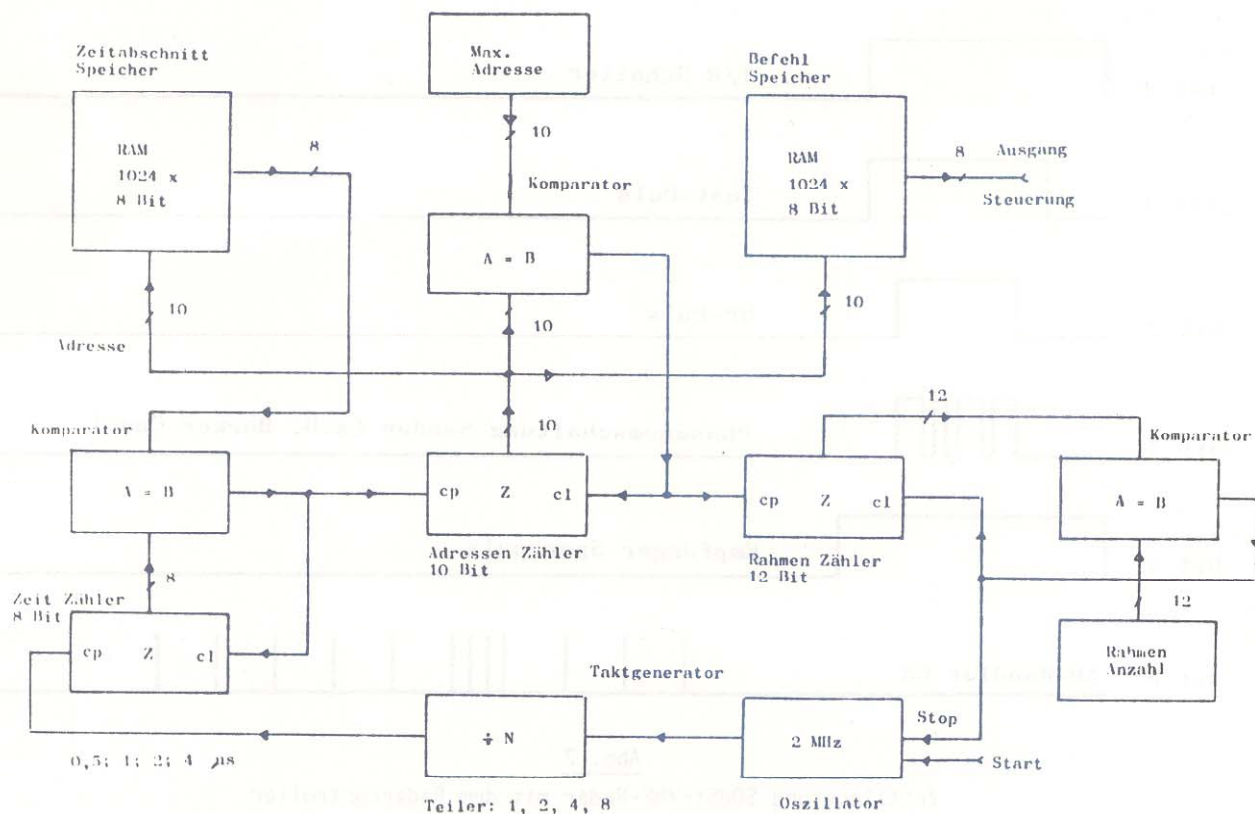 Zeitabschnitt
Speicher
RAM
1024 x
8 Bit
8
10
Adresse
Max.
Adresse
10
Komparator
A = B
10
10
Befehl
Speicher
RAM
1024 x
8 Bit
8
Ausgang
Steuerung
10
Komparator
A = B
8
Zeit Zähler
8 Bit
cp Z cl
0,5; 1; 2; 4 µs
cp Z cl
Adressen Zähler
10 Bit
12
cp Z cl
Rahmen Zähler
12 Bit
Komparator
A = B
12
Rahmen
Anzahl
Taktgenerator
÷ N
Teiler: 1, 2, 4, 8
2 MHz
Oszillator
Stop
Start